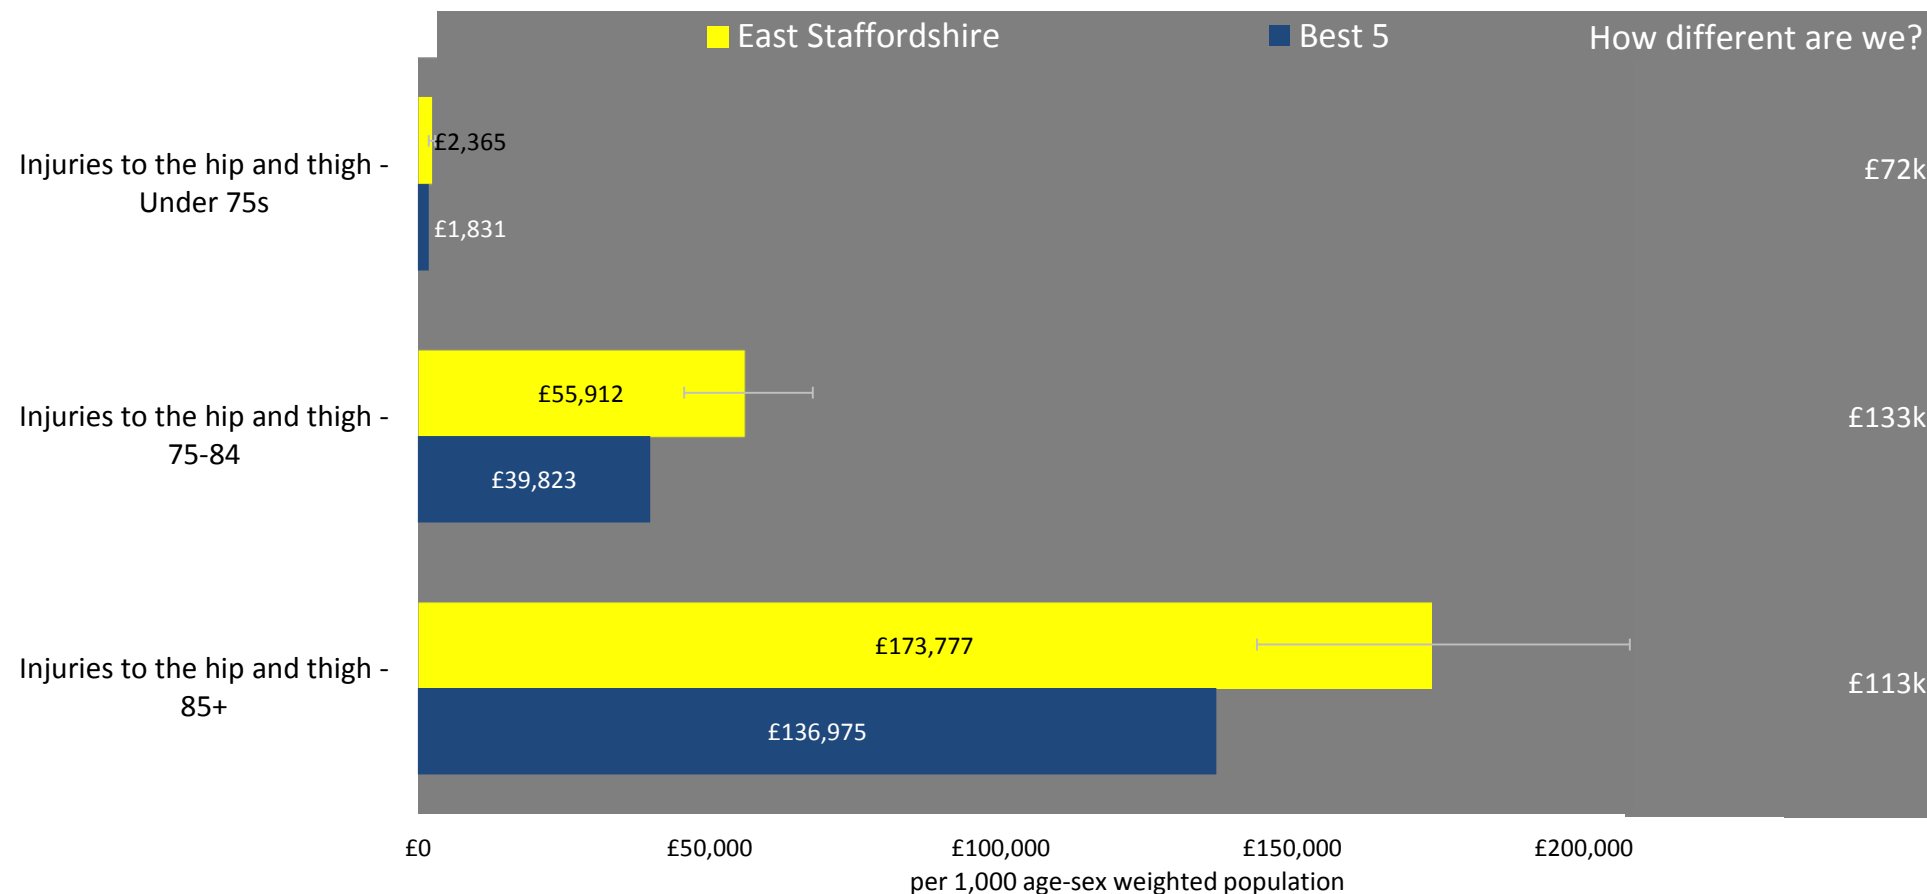 East Staffordshire
Best 5
How different are we?
Injuries to the hip and thigh -
Under 75s
£2,365
£1,831
£72k
Injuries to the hip and thigh -
75-84
£55,912
£39,823
£133k
Injuries to the hip and thigh -
85+
£173,777
£136,975
£113k
£0
£50,000
£100,000
£150,000
£200,000
per 1,000 age-sex weighted population